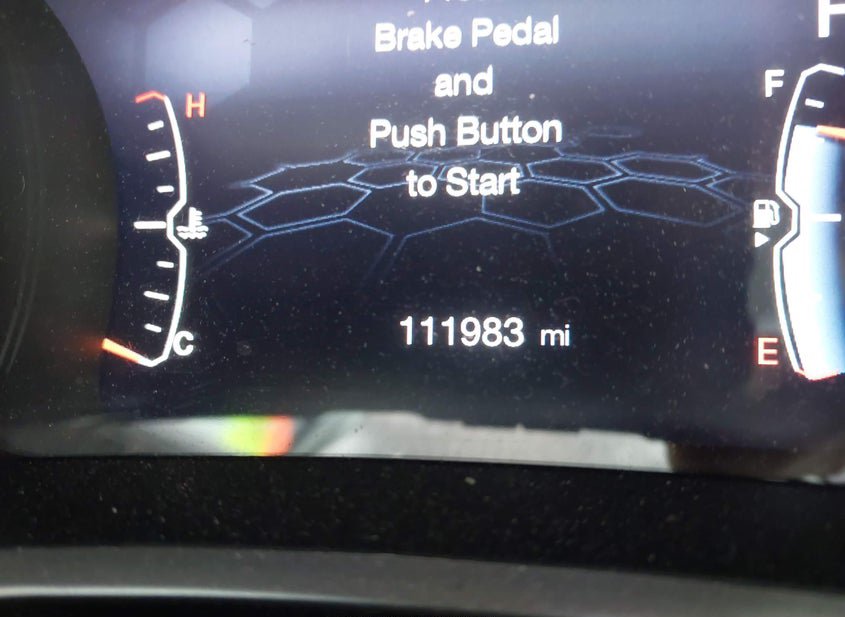 Brake Pedal
and
Push Button
to Start
H
F
C
E
111983 mi